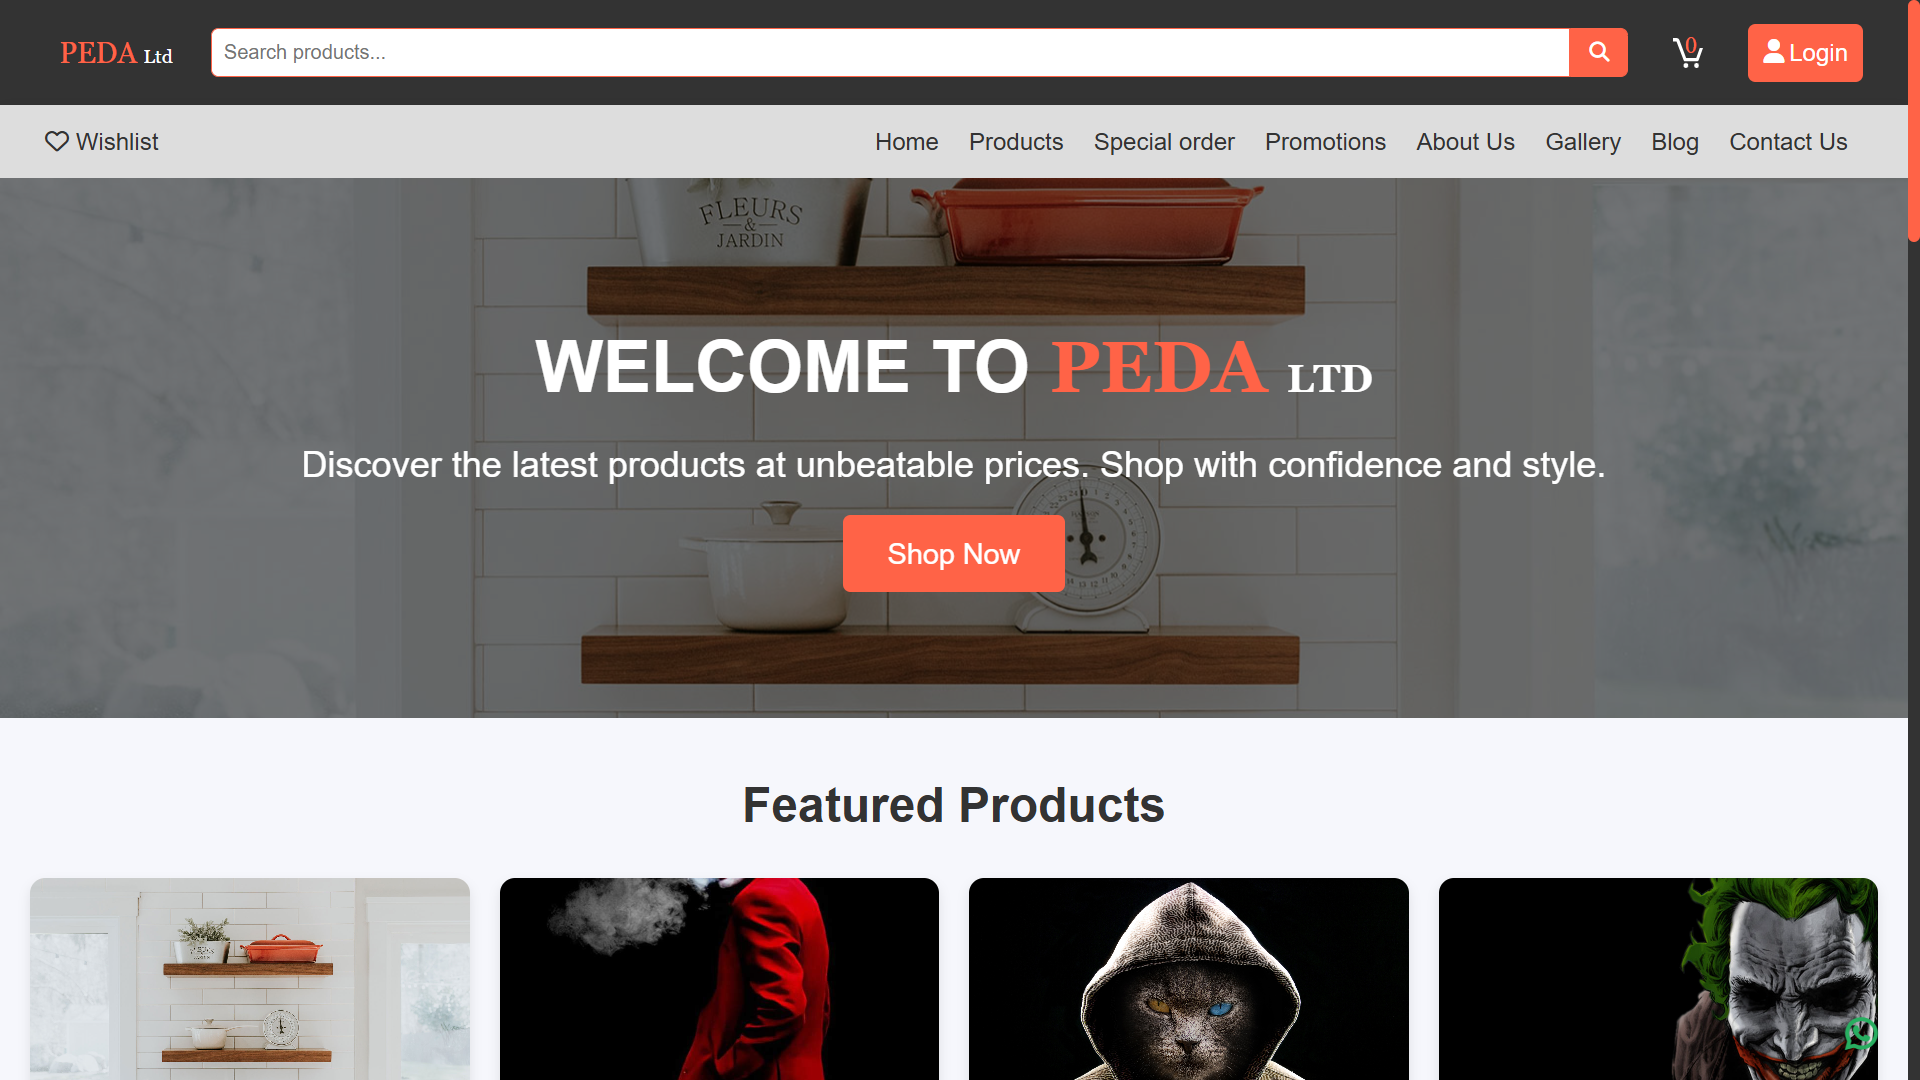 PEDA Ltd
Search products...
0
Login
Wishlist
Home Products Special order Promotions About Us Gallery Blog Contact Us
FLEURS
&
JARDIN
WELCOME TO PEDA LTD
Discover the latest products at unbeatable prices. Shop with confidence and style.
Shop Now
Featured Products